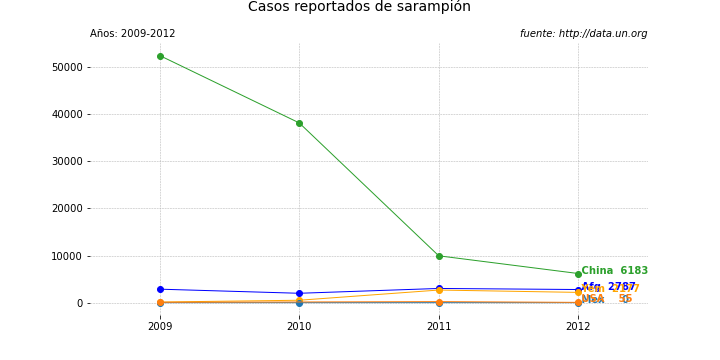 Casos reportados de sarampión
Años: 2009-2012
fuente: http://data.un.org
50000
40000
30000
20000
10000
0
China 6183
Afg 2787
0
2009
2010
2011
2012